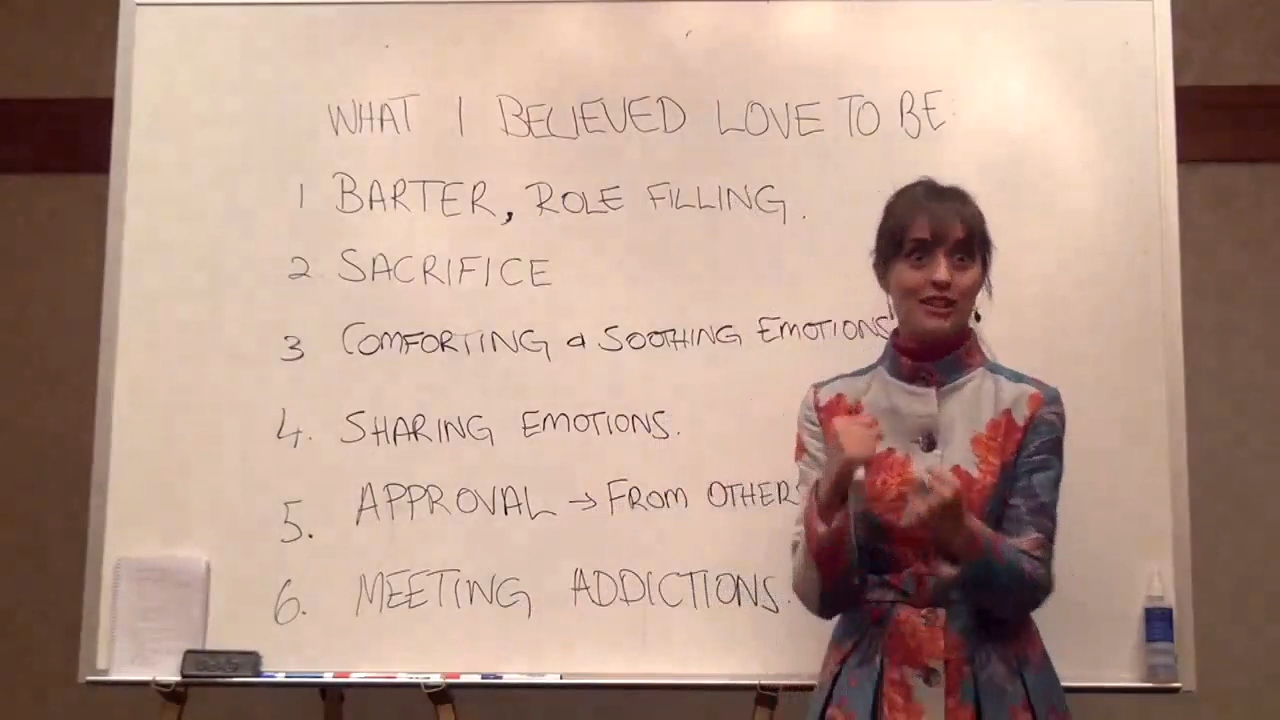 WHAT I BELIEVED LOVE TO BE:
1 BARTER, ROLE FILLING.
2 SACRIFICE
3 COMFORTING & SOOTHING EMOTIONS
4. SHARING EMOTIONS.
5. APPROVAL → FROM OTHERS
6. MEETING ADDICTIONS.